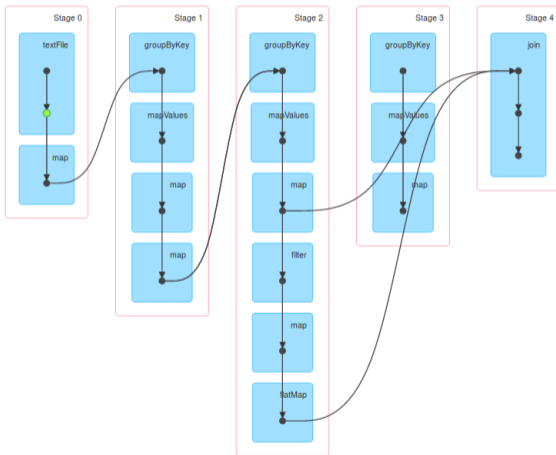 Stage 0
textFile
map
Stage 1
groupByKey
mapValues
map
map
Stage 2
groupByKey
mapValues
map
filter
map
flatMap
Stage 3
groupByKey
mapValues
map
Stage 4
join